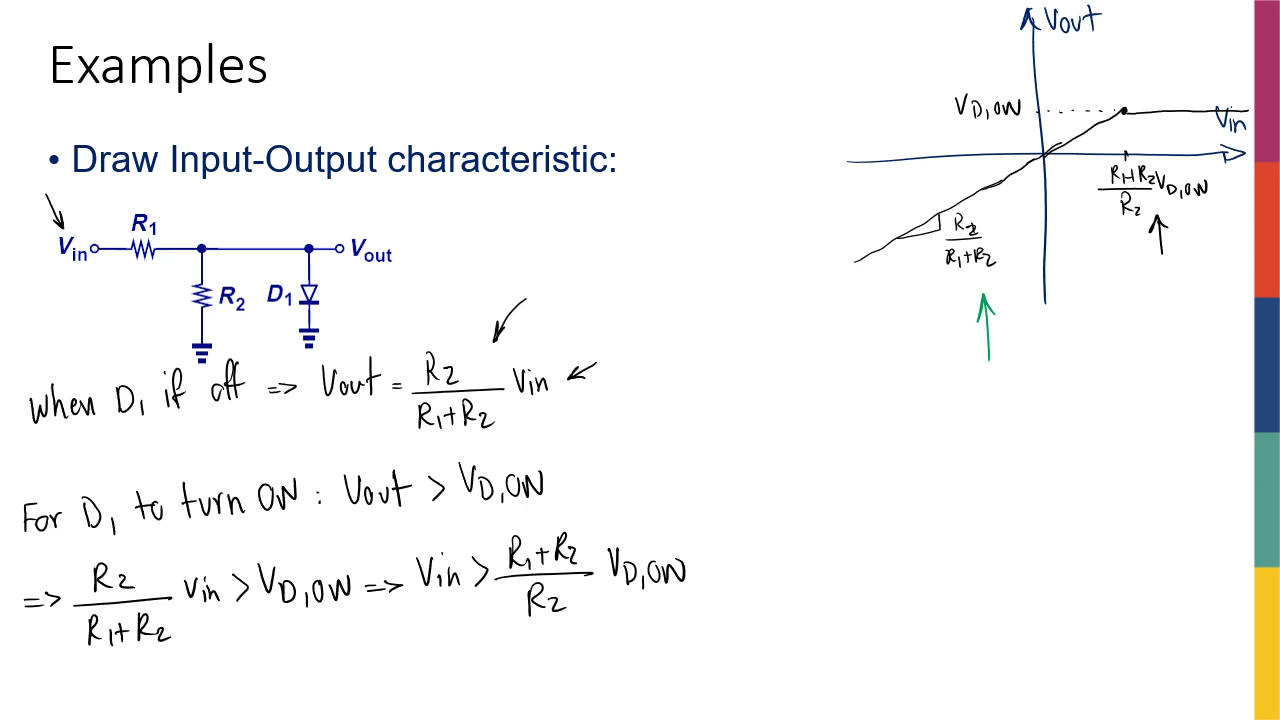 Examples
• Draw Input-Output characteristic:
R1
Vin
Vout
R2
D1
When D1 if off => Vout = R2/(R1+R2) Vin
For D1 to turn ON : Vout > VD,ON
=> R2/(R1+R2) Vin > VD,ON => Vin > (R1+R2)/R2 VD,ON
Vout
VD,ON
Vin
(R1+R2)/R2 VD,ON
R2/(R1+R2)